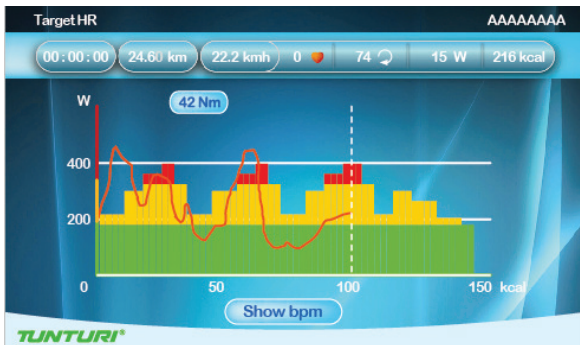 Target HR AAAAAAAA
00:00:00 24.60 km 22.2 kmh 0 74 15 W 216 kcal
W 42 Nm
400
200
0 50 100 150 kcal
Show bpm
TUNTURI®